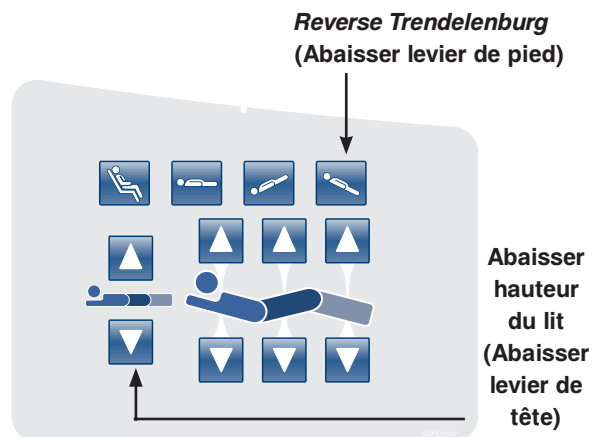 Reverse Trendelenburg
(Abaisser levier de pied)
Abaisser
hauteur
du lit
(Abaisser
levier de
tête)